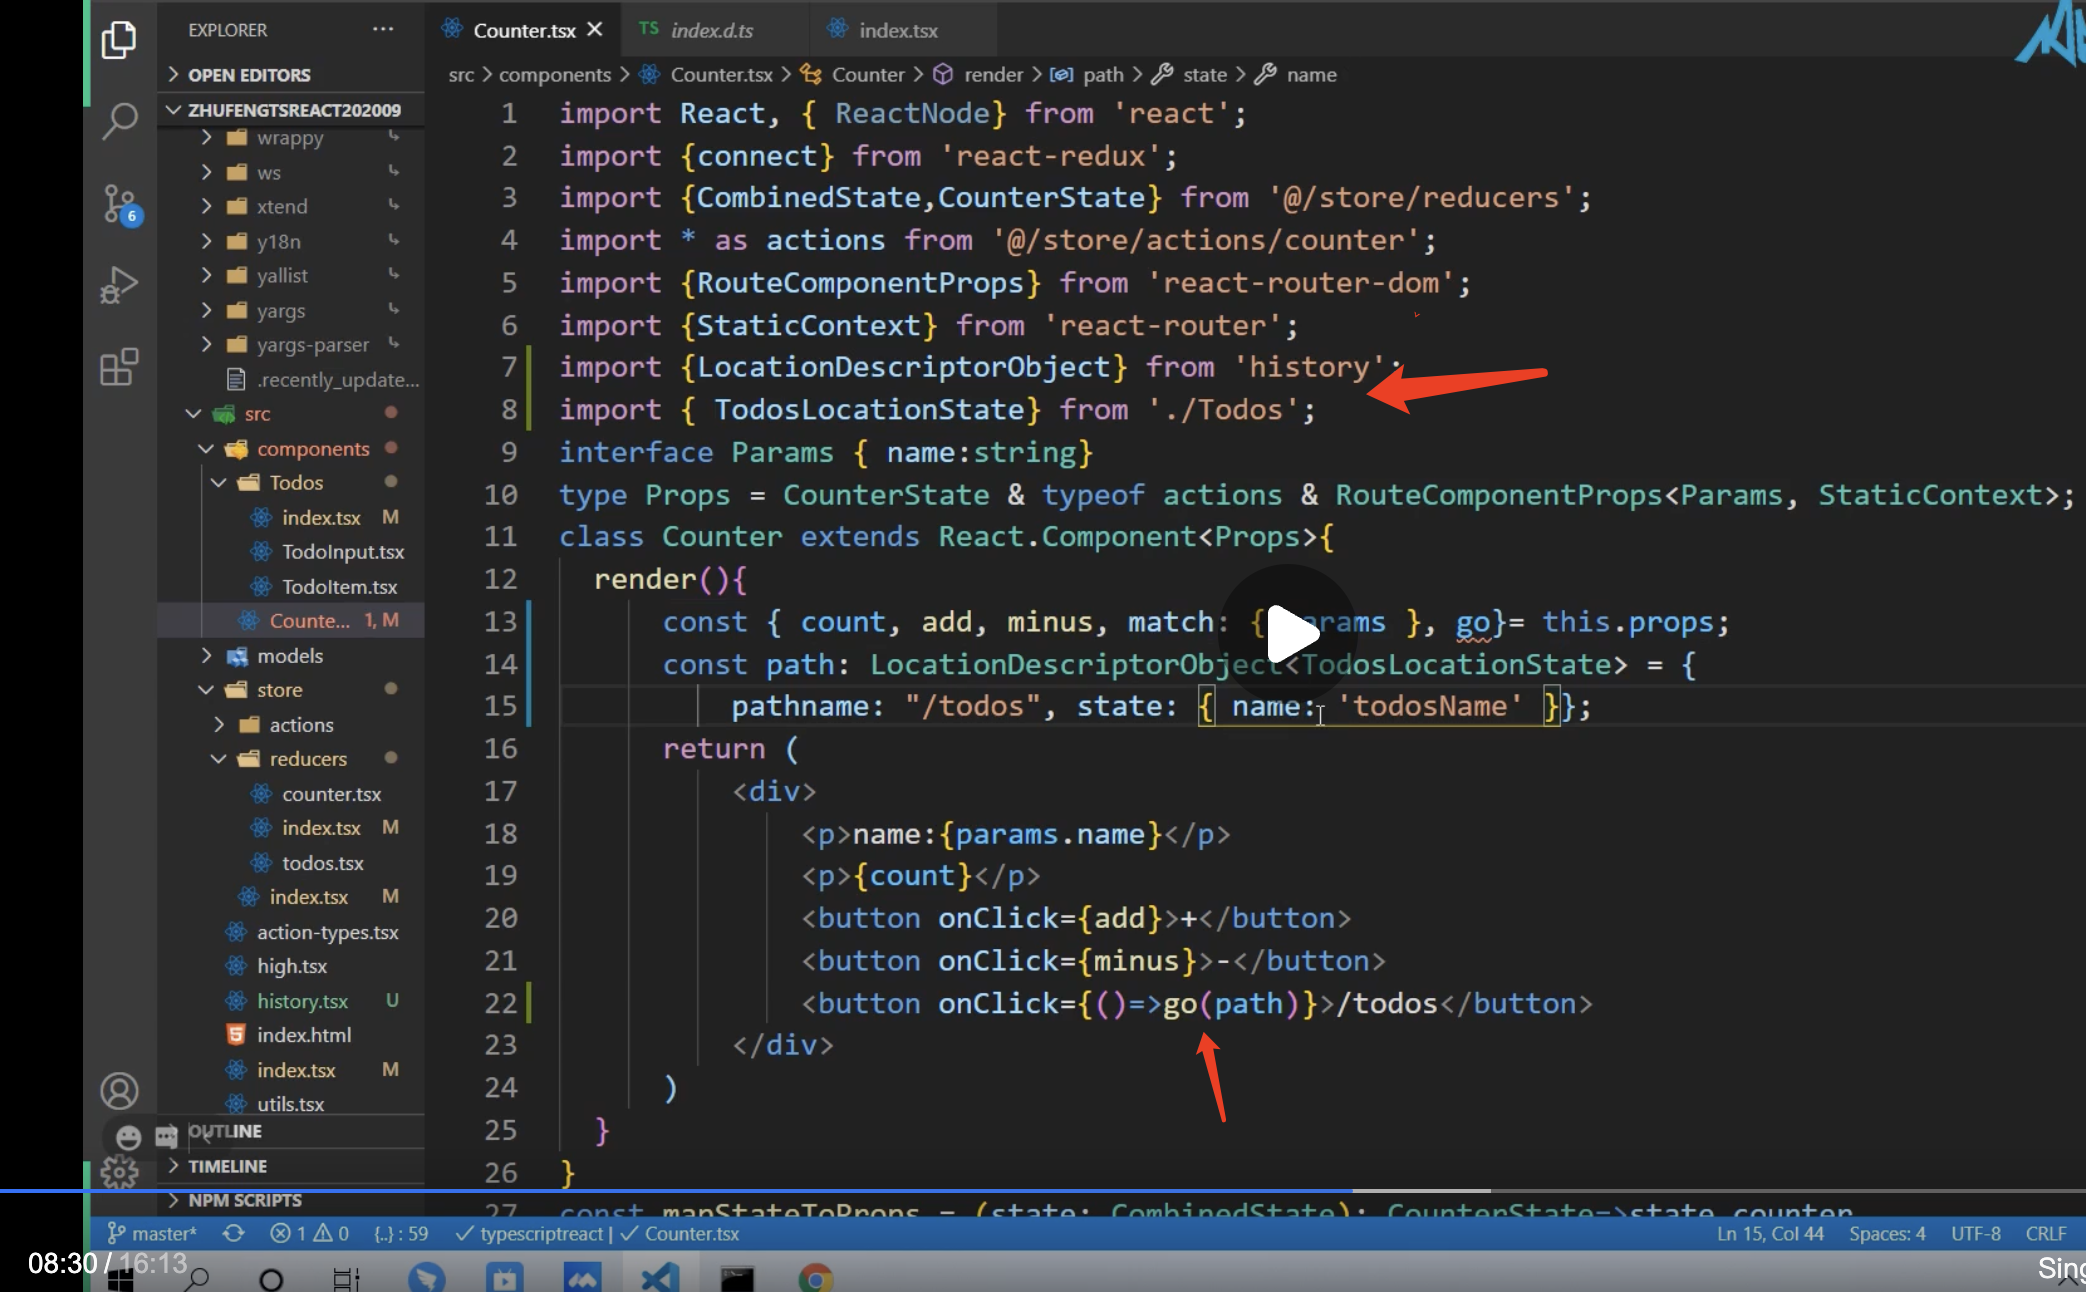 EXPLORER
OPEN EDITORS
ZHUFENGTSREACT202009
wrappy
ws
xtend
y18n
yallist
yargs
yargs-parser
.recently_update...
src
components
Todos
index.tsx M
TodoInput.tsx
TodoItem.tsx
Counte... 1, M
models
store
actions
reducers
counter.tsx
index.tsx M
todos.tsx
index.tsx M
action-types.tsx
high.tsx
history.tsx U
index.html
index.tsx M
utils.tsx
OUTLINE
TIMELINE
NPM SCRIPTS
6
Counter.tsx
TS index.d.ts
index.tsx
src > components > Counter.tsx > Counter > render > path > state > name
1 import React, { ReactNode} from 'react';
2 import {connect} from 'react-redux';
3 import {CombinedState,CounterState} from '@/store/reducers';
4 import * as actions from '@/store/actions/counter';
5 import {RouteComponentProps} from 'react-router-dom';
6 import {StaticContext} from 'react-router';
7 import {LocationDescriptorObject} from 'history';
8 import { TodosLocationState} from './Todos';
9 interface Params { name:string}
10 type Props = CounterState & typeof actions & RouteComponentProps<Params, StaticContext>;
11 class Counter extends React.Component<Props>{
12 render(){
13 const { count, add, minus, match: { params }, go}= this.props;
14 const path: LocationDescriptorObject<TodosLocationState> = {
15 pathname: "/todos", state: { name: 'todosName' }};
16 return (
17 <div>
18 <p>name:{params.name}</p>
19 <p>{count}</p>
20 <button onClick={add}>+</button>
21 <button onClick={minus}>-</button>
22 <button onClick={()=>go(path)}>/todos</button>
23 </div>
24 )
25 }
26 }
27 const mapStateToProps = (state: CombinedState): CounterState=>state.counter
master* 1 0 {..} : 59 typescriptreact | Counter.tsx Ln 15, Col 44 Spaces: 4 UTF-8 CRLF
08:30 / 16:13